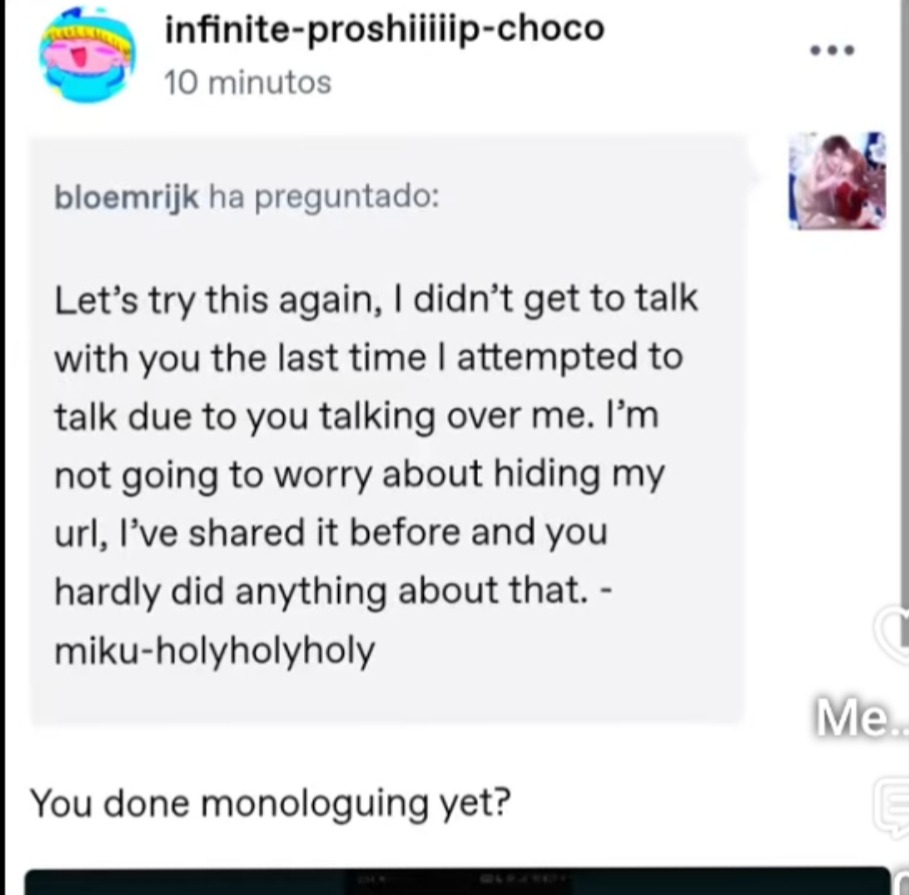 infinite-proshiiiiip-choco
10 minutos
bloemrijk ha preguntado:
Let's try this again, I didn't get to talk
with you the last time I attempted to
talk due to you talking over me. I'm
not going to worry about hiding my
url, I've shared it before and you
hardly did anything about that. -
miku-holyholyholy
Me..
You done monologuing yet?